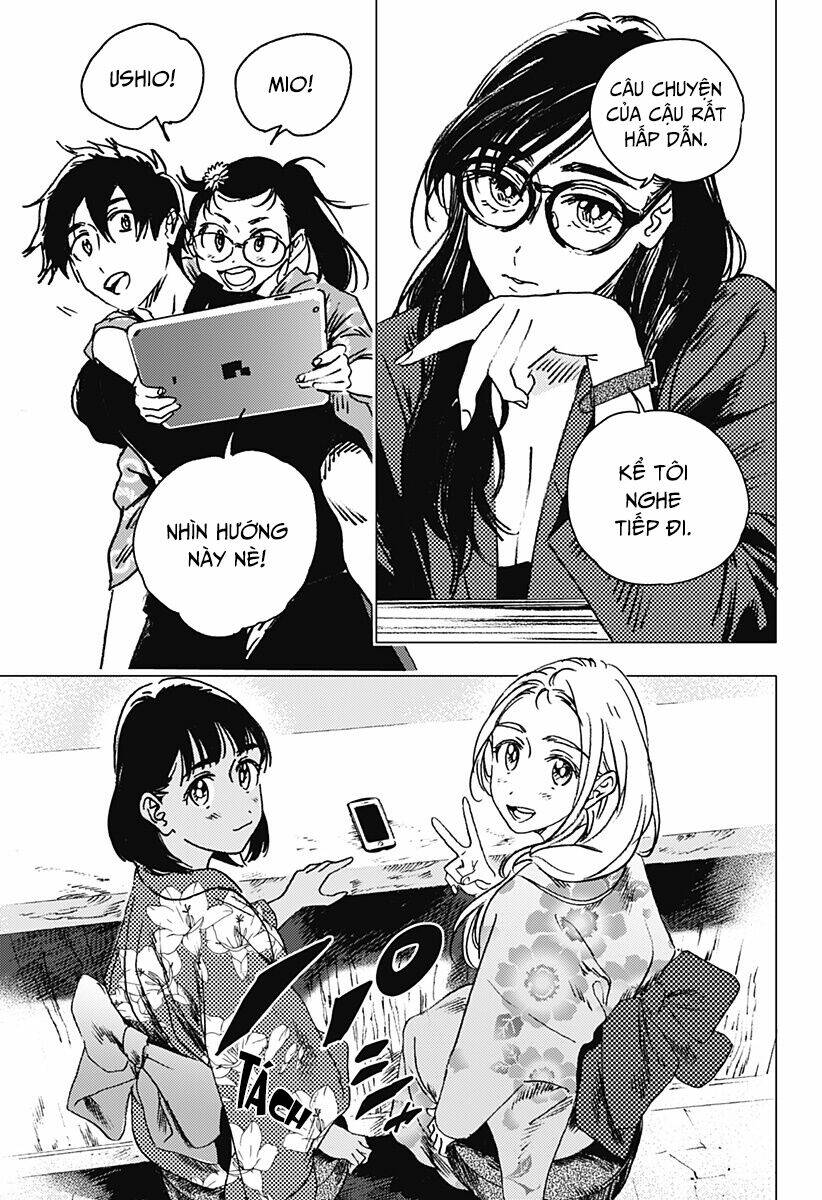 CÂU CHUYỆN
CỦA CẬU RẤT
HẤP DẪN.
KỂ TÔI
NGHE
TIẾP ĐI.
MIO!
USHIO!
NHÌN HƯỚNG
NÀY NÈ!
TÁCH